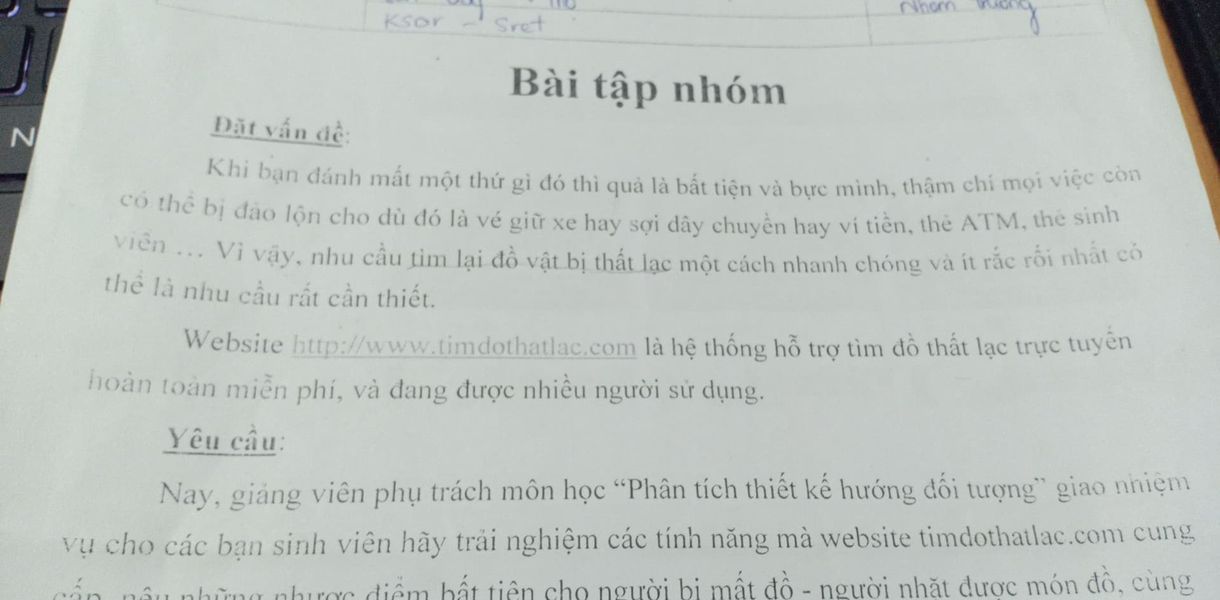 Ksor - Sret
Nhóm trưởng
Bài tập nhóm
Đặt vấn đề:
Khi bạn đánh mất một thứ gì đó thì quả là bất tiện và bực mình, thậm chí mọi việc còn
có thể bị đảo lộn cho dù đó là vé giữ xe hay sợi dây chuyền hay ví tiền, thẻ ATM, thẻ sinh
viên ... Vì vậy, nhu cầu tìm lại đồ vật bị thất lạc một cách nhanh chóng và ít rắc rối nhất có
thể là nhu cầu rất cần thiết.
Website http://www.timdothatlac.com là hệ thống hỗ trợ tìm đồ thất lạc trực tuyến
hoàn toàn miễn phí, và đang được nhiều người sử dụng.
Yêu cầu:
Nay, giảng viên phụ trách môn học “Phân tích thiết kế hướng đối tượng” giao nhiệm
vụ cho các bạn sinh viên hãy trải nghiệm các tính năng mà website timdothatlac.com cung
cấp, nêu những nhược điểm bất tiện cho người bị mất đồ - người nhặt được món đồ, cùng
N